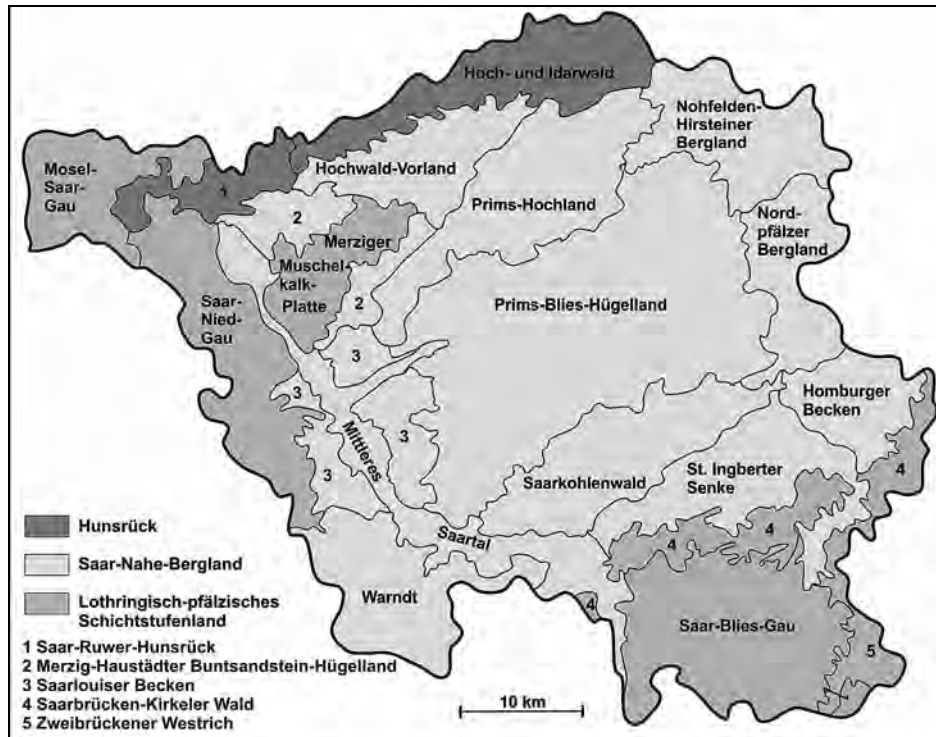 Hoch- und Idarwald
Nohfelden-
Hirsteiner
Bergland
Mosel-
Saar-
Gau
Hochwald-Vorland
1
2
Prims-Hochland
Nord-
pfälzer
Bergland
Merziger
Muschel-
kalk-
Platte
Saar-
Nied-
Gau
2
Prims-Blies-Hügelland
3
3
Homburger
Becken
Mittleres
3
3
Saarkohlenwald
St. Ingberter
Senke
4
4
4
Saartal
Warndt
4
Saar-Blies-Gau
5
Hunsrück
Saar-Nahe-Bergland
Lothringisch-pfälzisches
Schichtstufenland
1 Saar-Ruwer-Hunsrück
2 Merzig-Haustädter Buntsandstein-Hügelland
3 Saarlouiser Becken
4 Saarbrücken-Kirkeler Wald
5 Zweibrückener Westrich
10 km